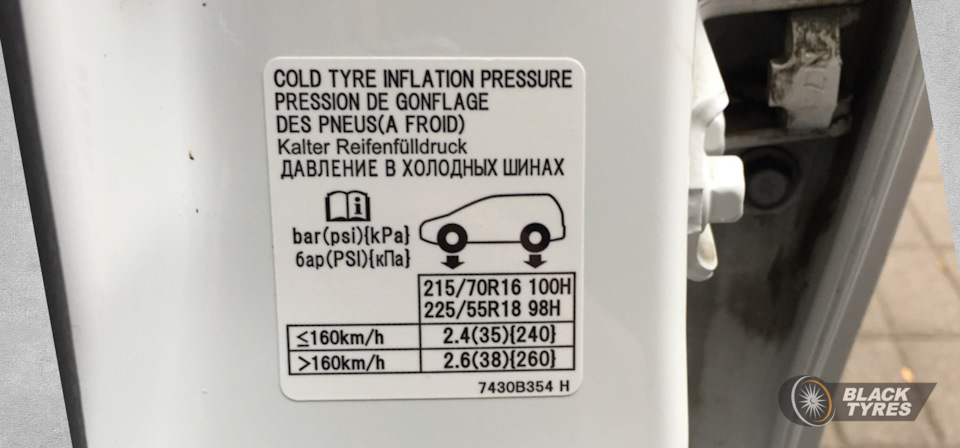 COLD TYRE INFLATION PRESSURE
PRESSION DE GONFLAGE
DES PNEUS(A FROID)
Kalter Reifenfülldruck
ДАВЛЕНИЕ В ХОЛОДНЫХ ШИНАХ
i
bar(psi){kPa}
бар(PSI){кПа}
215/70R16 100H
225/55R18 98H
≤160km/h 2.4(35){240}
>160km/h 2.6(38){260}
7430B354 H
BLACK
TYRES